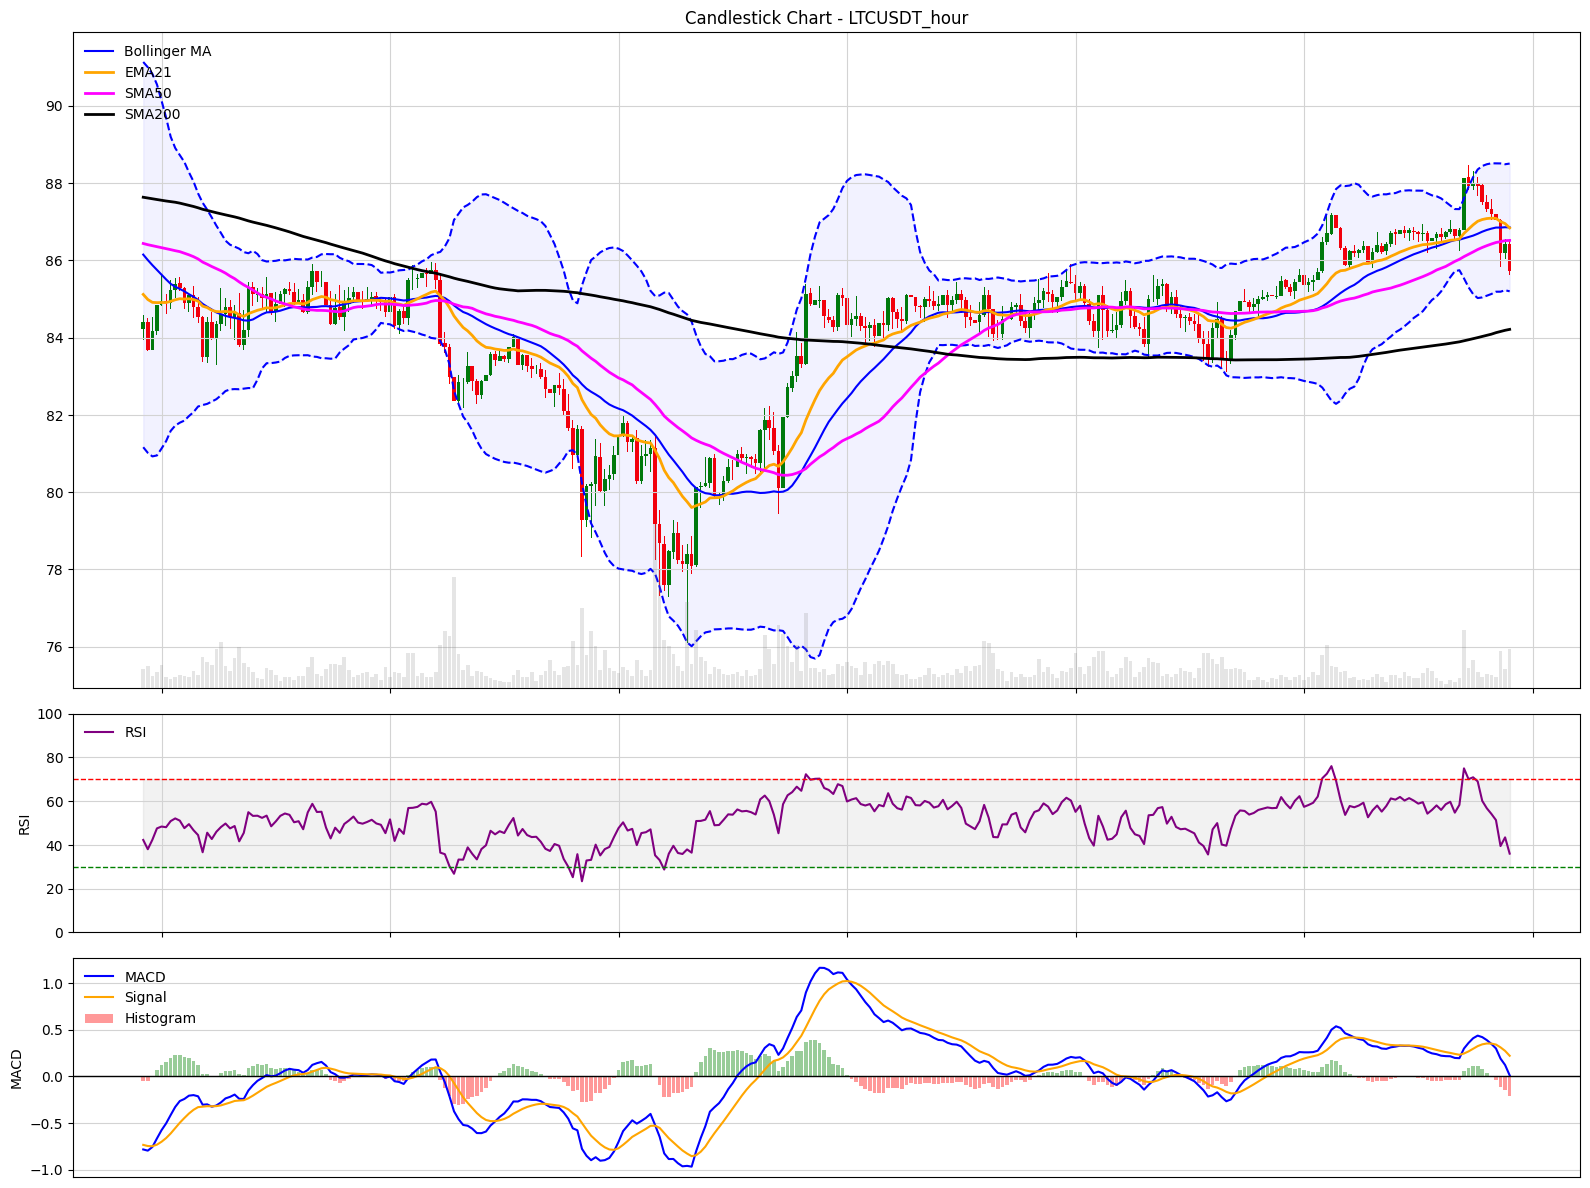 Candlestick Chart - LTCUSDT_hour
Bollinger MA
EMA21
SMA50
SMA200
90
88
86
84
82
80
78
76
RSI
100
80
60
40
20
0
RSI
MACD
Signal
Histogram
1.0
0.5
0.0
−0.5
−1.0
MACD